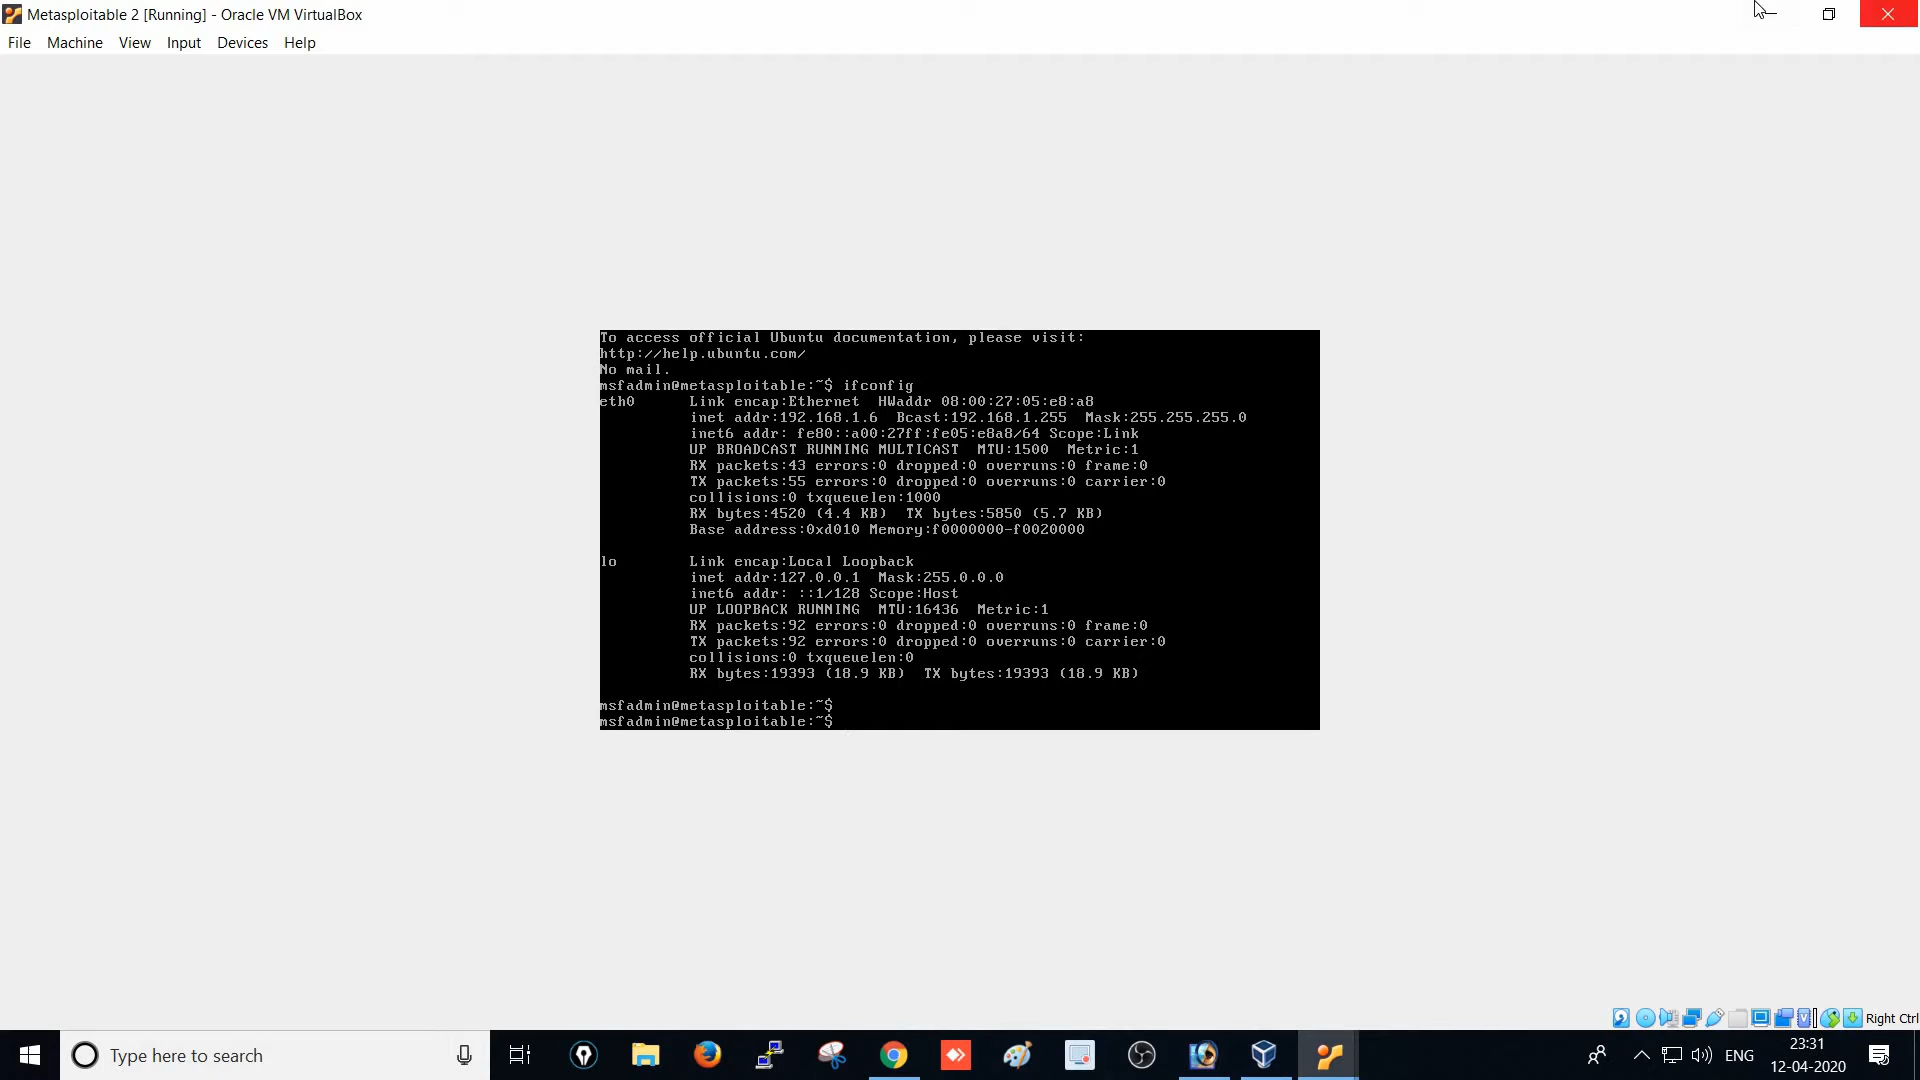 Metasploitable 2 [Running] - Oracle VM VirtualBox
File Machine View Input Devices Help
To access official Ubuntu documentation, please visit:
http://help.ubuntu.com/
No mail.
msfadmin@metasploitable:~$ ifconfig
eth0 Link encap:Ethernet HWaddr 08:00:27:05:e8:a8
inet addr:192.168.1.6 Bcast:192.168.1.255 Mask:255.255.255.0
inet6 addr: fe80::a00:27ff:fe05:e8a8/64 Scope:Link
UP BROADCAST RUNNING MULTICAST MTU:1500 Metric:1
RX packets:43 errors:0 dropped:0 overruns:0 frame:0
TX packets:55 errors:0 dropped:0 overruns:0 carrier:0
collisions:0 txqueuelen:1000
RX bytes:4520 (4.4 KB) TX bytes:5850 (5.7 KB)
Base address:0xd010 Memory:f0000000-f0020000
lo Link encap:Local Loopback
inet addr:127.0.0.1 Mask:255.0.0.0
inet6 addr: ::1/128 Scope:Host
UP LOOPBACK RUNNING MTU:16436 Metric:1
RX packets:92 errors:0 dropped:0 overruns:0 frame:0
TX packets:92 errors:0 dropped:0 overruns:0 carrier:0
collisions:0 txqueuelen:0
RX bytes:19393 (18.9 KB) TX bytes:19393 (18.9 KB)
msfadmin@metasploitable:~$
msfadmin@metasploitable:~$
Right Ctrl
Type here to search
ENG
23:31
12-04-2020